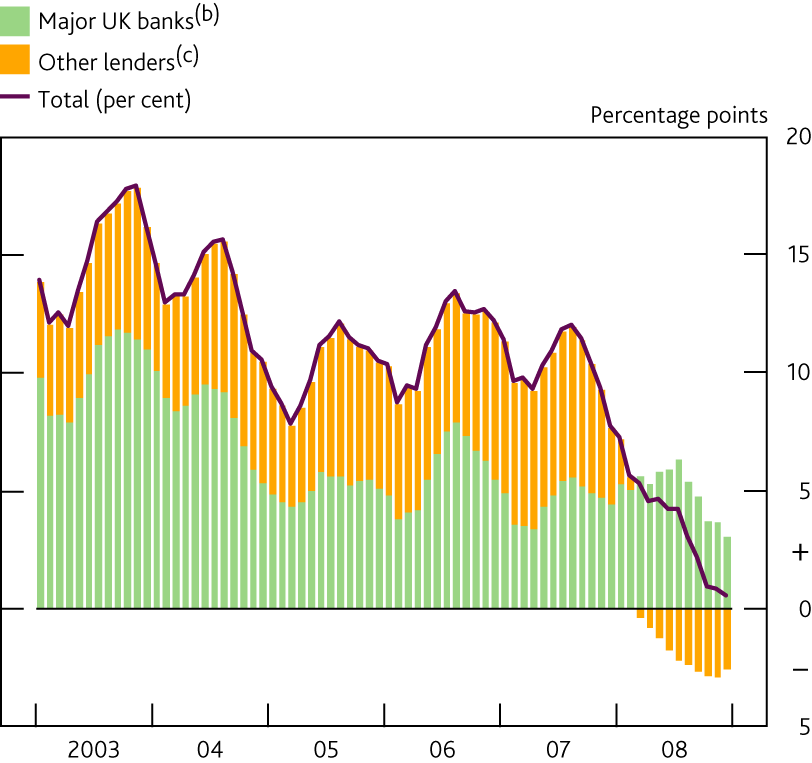 Major UK banks(b)
Other lenders(c)
Total (per cent)
Percentage points
20
15
10
5
+
0
–
5
2003 04 05 06 07 08